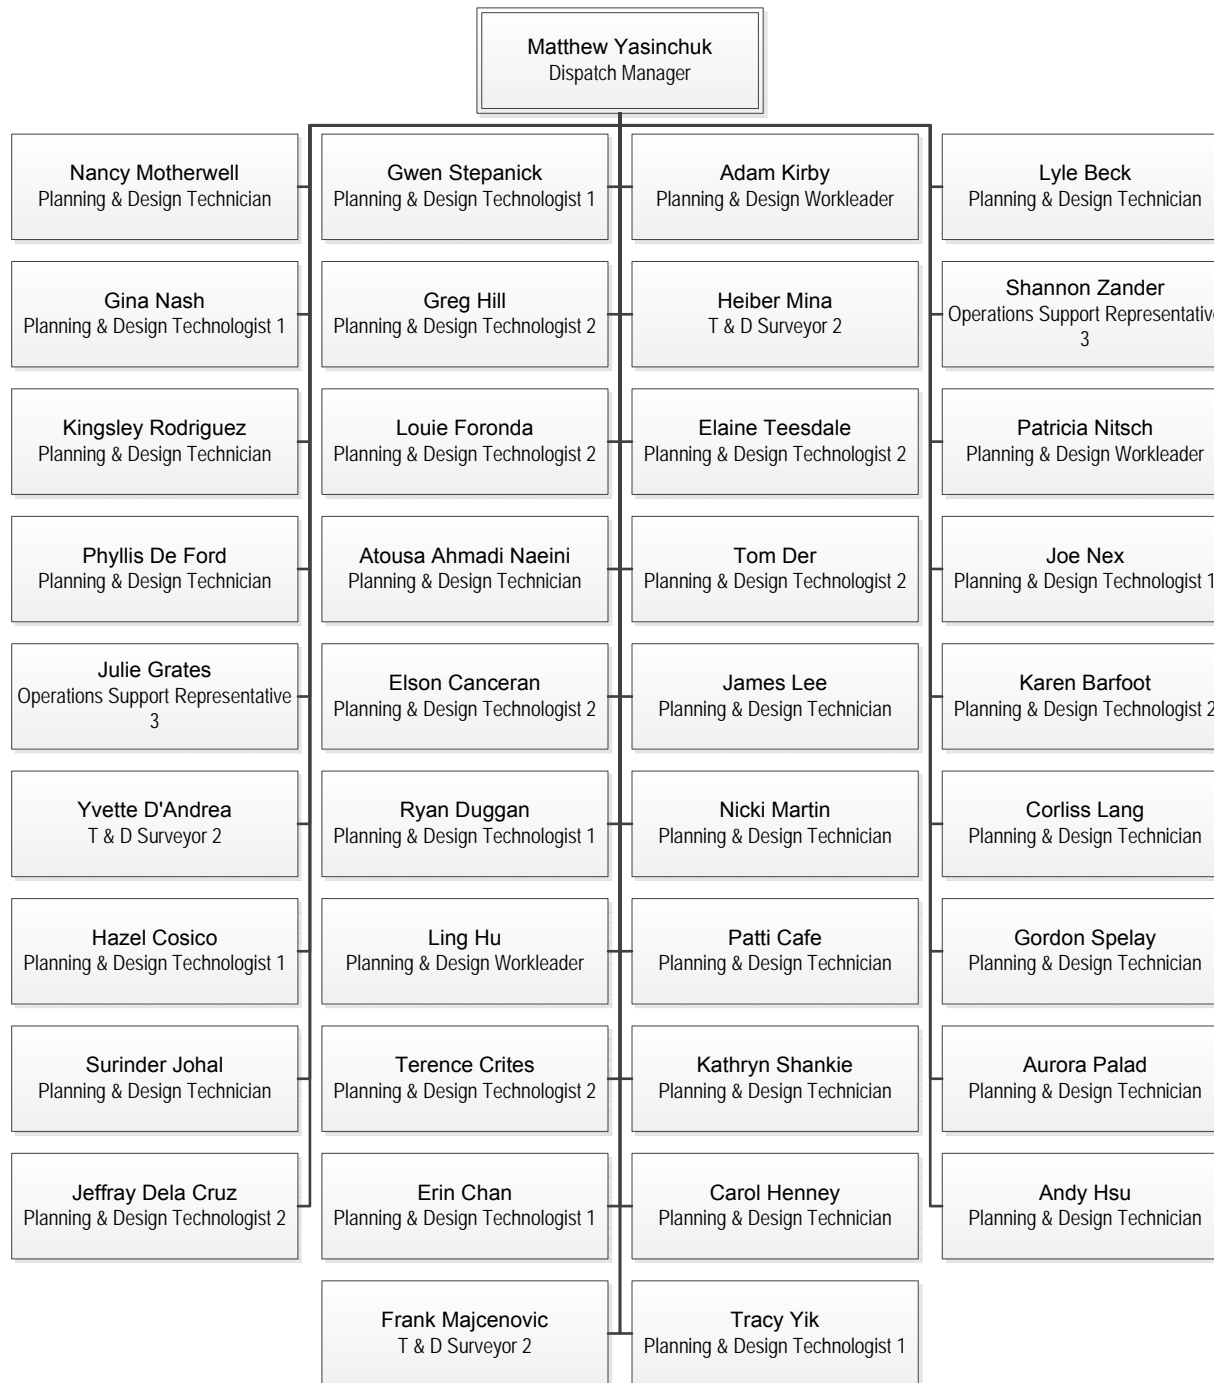 Matthew Yasinchuk
Dispatch Manager
Nancy Motherwell
Planning & Design Technician
Gwen Stepanick
Planning & Design Technologist 1
Adam Kirby
Planning & Design Workleader
Lyle Beck
Planning & Design Technician
Gina Nash
Planning & Design Technologist 1
Greg Hill
Planning & Design Technologist 2
Heiber Mina
T & D Surveyor 2
Shannon Zander
Operations Support Representative
3
Kingsley Rodriguez
Planning & Design Technician
Louie Foronda
Planning & Design Technologist 2
Elaine Teesdale
Planning & Design Technologist 2
Patricia Nitsch
Planning & Design Workleader
Phyllis De Ford
Planning & Design Technician
Atousa Ahmadi Naeini
Planning & Design Technician
Tom Der
Planning & Design Technologist 2
Joe Nex
Planning & Design Technologist 1
Julie Grates
Operations Support Representative
3
Elson Canceran
Planning & Design Technologist 2
James Lee
Planning & Design Technician
Karen Barfoot
Planning & Design Technologist 2
Yvette D'Andrea
T & D Surveyor 2
Ryan Duggan
Planning & Design Technologist 1
Nicki Martin
Planning & Design Technician
Corliss Lang
Planning & Design Technician
Hazel Cosico
Planning & Design Technologist 1
Ling Hu
Planning & Design Workleader
Patti Cafe
Planning & Design Technician
Gordon Spelay
Planning & Design Technician
Surinder Johal
Planning & Design Technician
Terence Crites
Planning & Design Technologist 2
Kathryn Shankie
Planning & Design Technician
Aurora Palad
Planning & Design Technician
Jeffray Dela Cruz
Planning & Design Technologist 2
Erin Chan
Planning & Design Technologist 1
Carol Henney
Planning & Design Technician
Andy Hsu
Planning & Design Technician
Frank Majcenovic
T & D Surveyor 2
Tracy Yik
Planning & Design Technologist 1